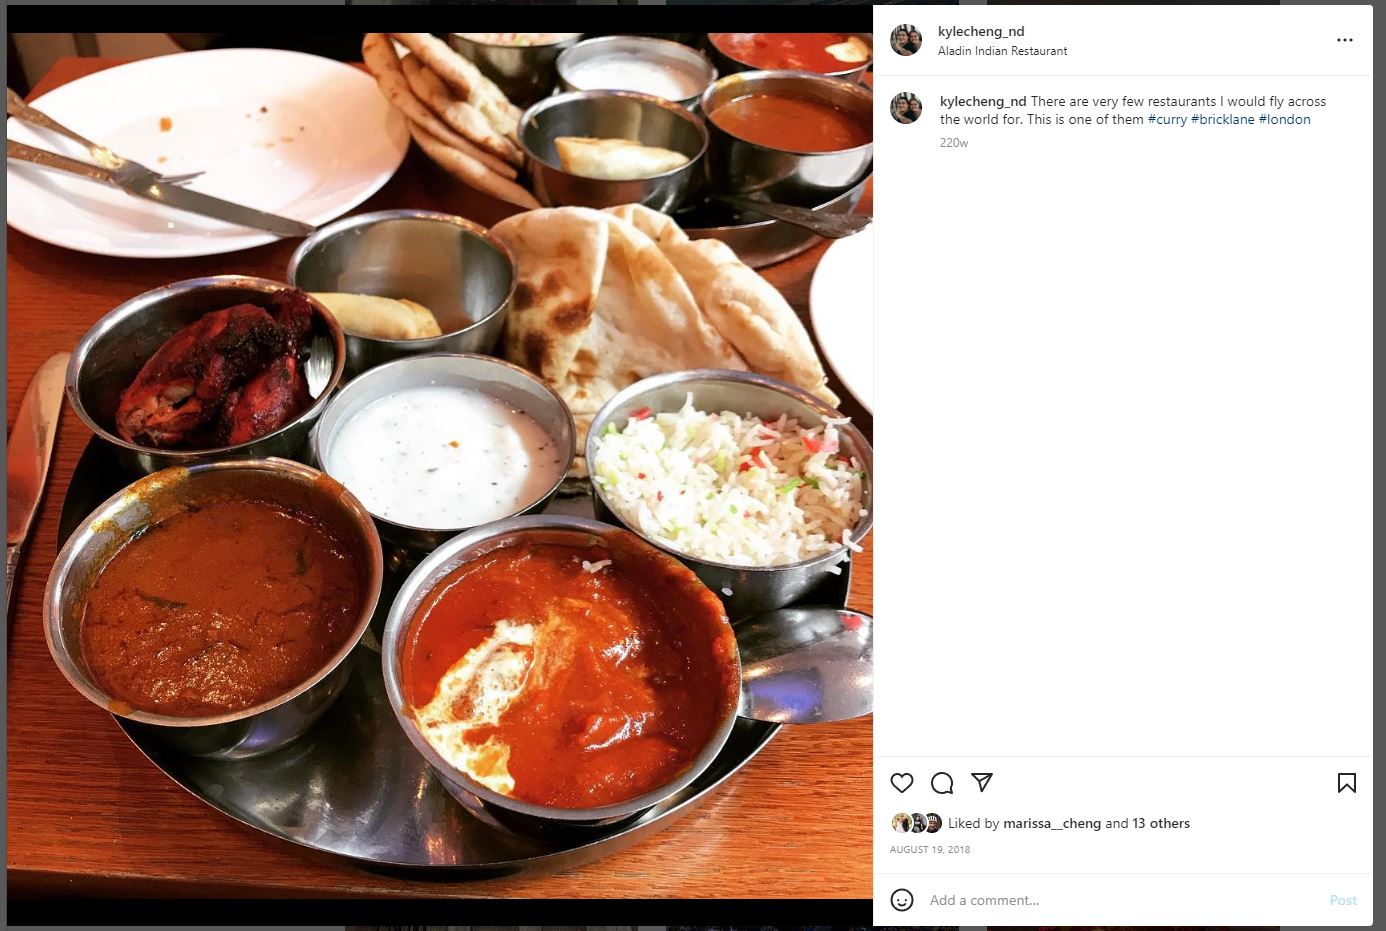 kylecheng_nd
Aladin Indian Restaurant
kylecheng_nd There are very few restaurants I would fly across
the world for. This is one of them #curry #bricklane #london
220w
Liked by marissa__cheng and 13 others
AUGUST 19, 2018
Add a comment...
Post